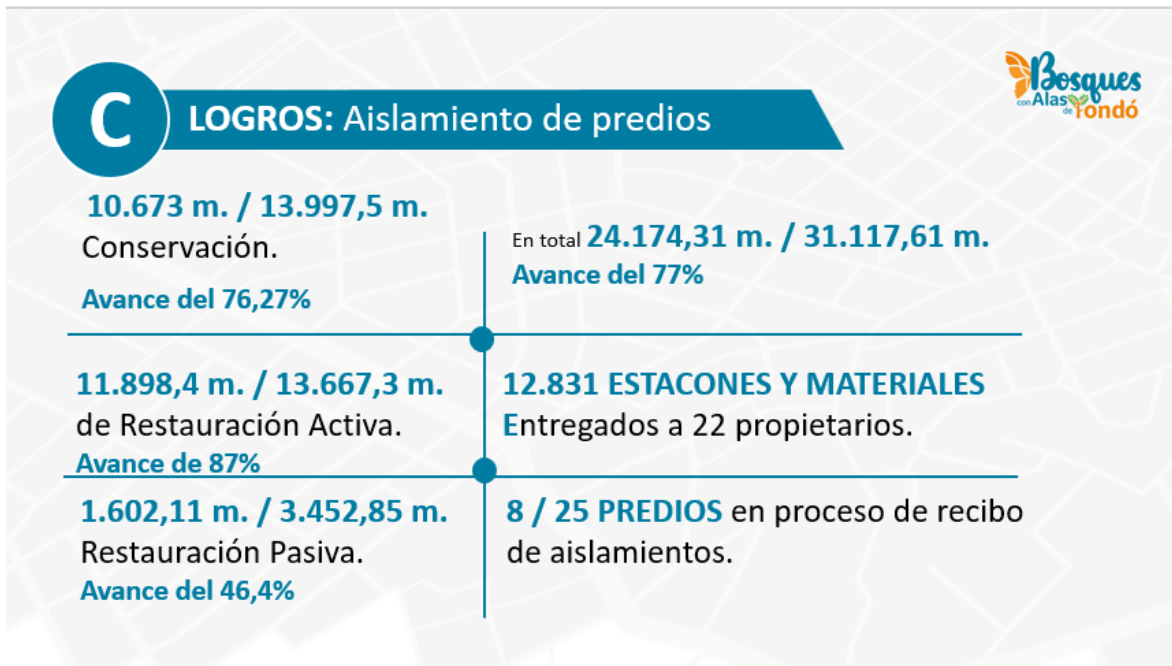 C
LOGROS: Aislamiento de predios
Bosques
con Alas
de Yondó
10.673 m. / 13.997,5 m.
Conservación.
Avance del 76,27%
En total 24.174,31 m. / 31.117,61 m.
Avance del 77%
11.898,4 m. / 13.667,3 m.
de Restauración Activa.
Avance de 87%
12.831 ESTACONES Y MATERIALES
Entregados a 22 propietarios.
1.602,11 m. / 3.452,85 m.
Restauración Pasiva.
Avance del 46,4%
8 / 25 PREDIOS en proceso de recibo
de aislamientos.